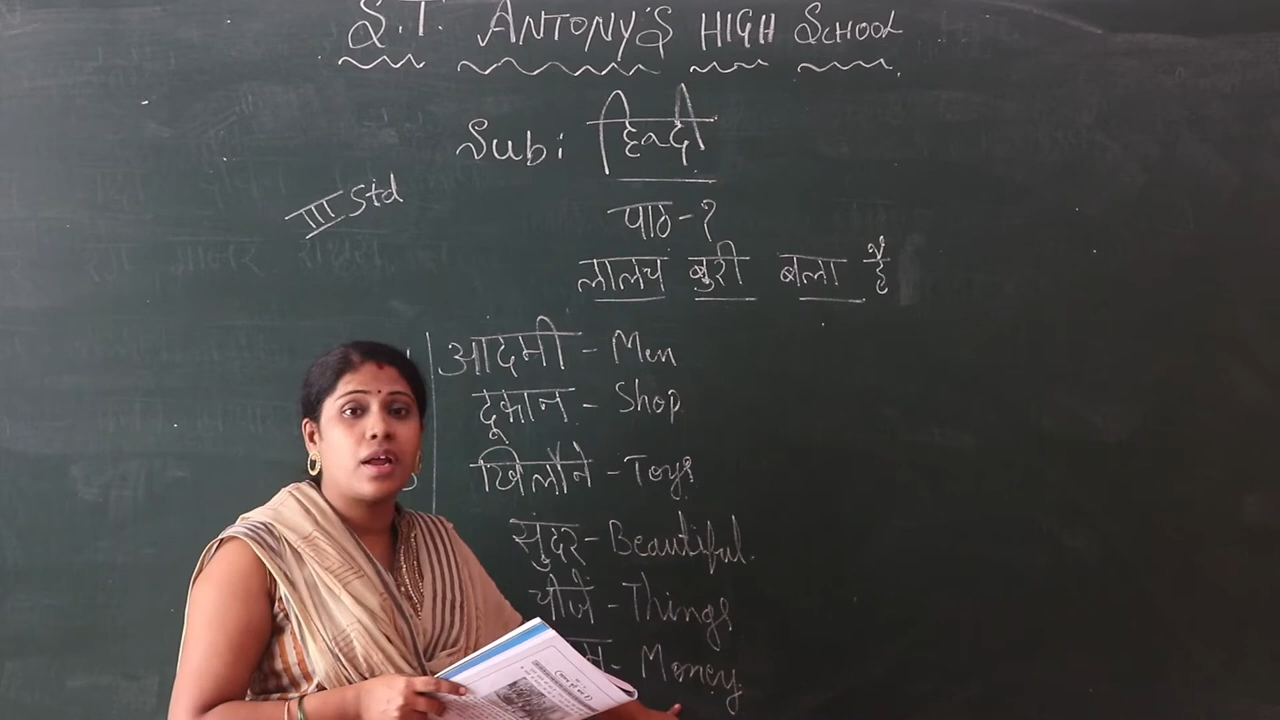 S.T. ANTONY'S HIGH SCHOOL
Sub: हिन्दी
III Std
पाठ-१
लालच बुरी बला है
आदमी - Men
दूकान - Shop
खिलौने - Toys
सुंदर - Beautiful.
चीजें - Things
- Money